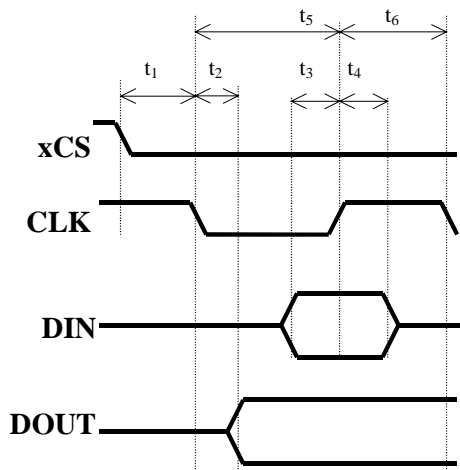 t₅ t₆
t₁ t₂ t₃ t₄
xCS
CLK
DIN
DOUT